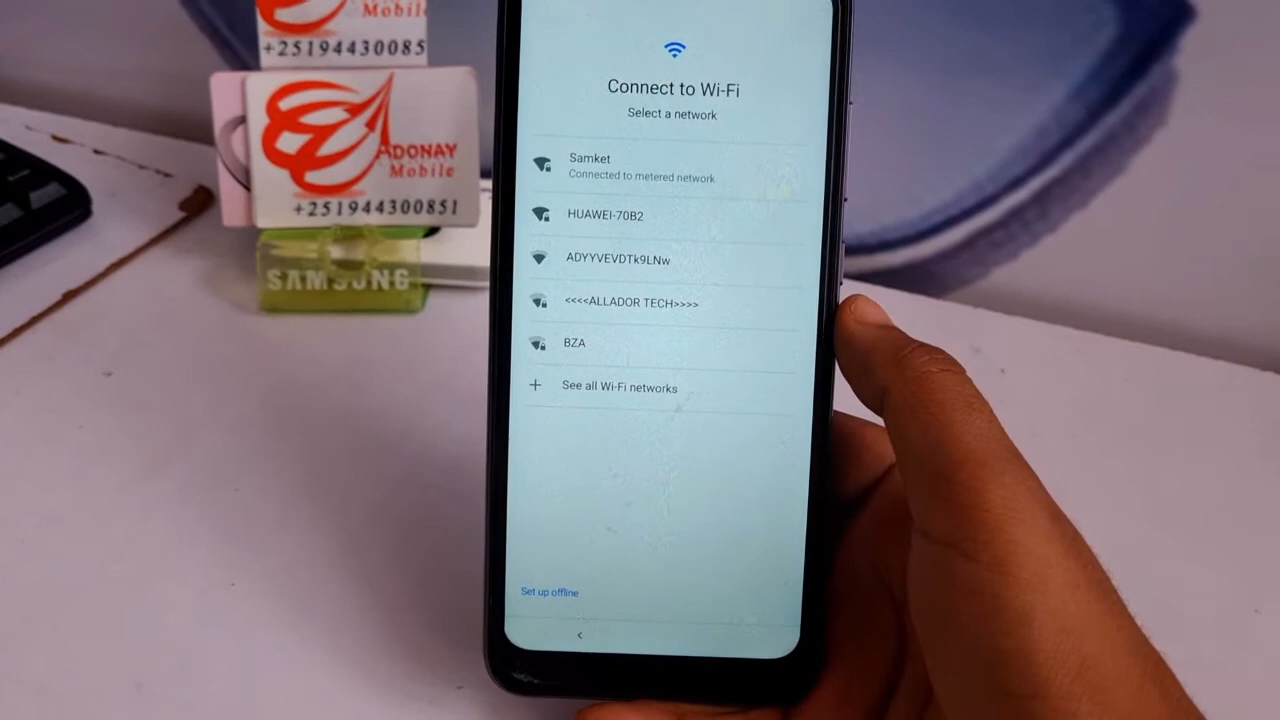 Mobile
+25194430085
ADONAY
Mobile
+251944300851
SAMSUNG
Connect to Wi-Fi
Select a network
Samket
Connected to metered network
HUAWEI-70B2
ADYYVEVDTk9LNw
<<<<ALLADOR TECH>>>>
BZA
See all Wi-Fi networks
Set up offline